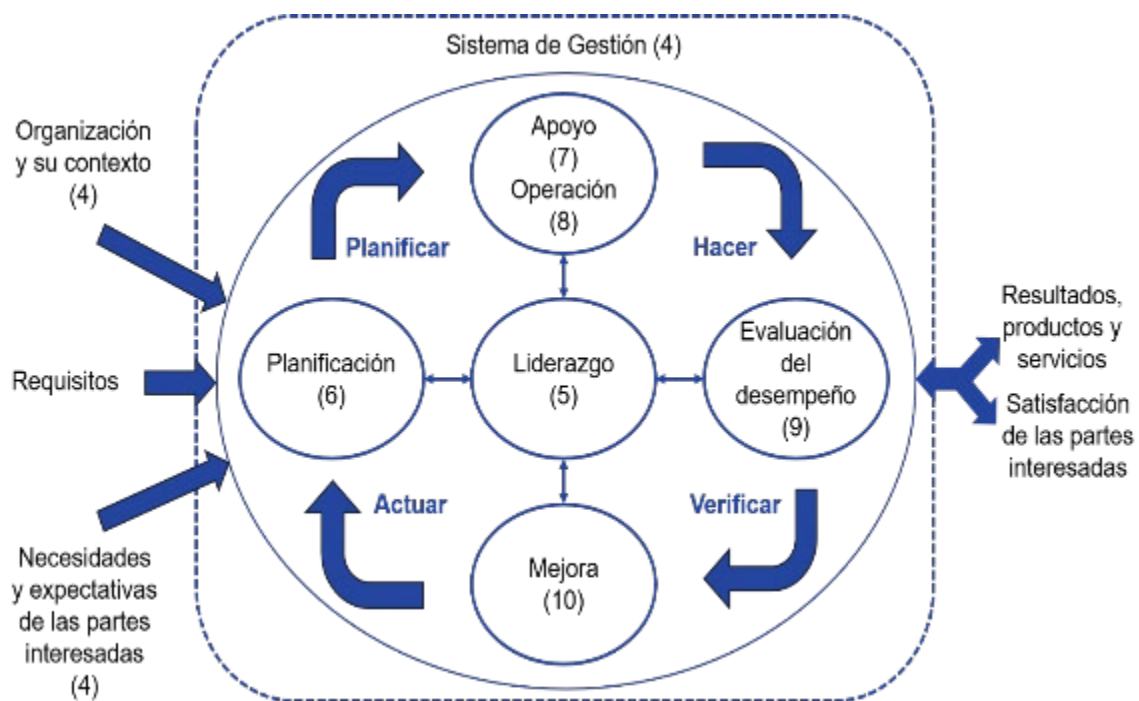 Sistema de Gestión (4)
Organización
y su contexto
(4)
Apoyo
(7)
Operación
(8)
Planificar
Hacer
Requisitos
Planificación
(6)
Liderazgo
(5)
Evaluación
del
desempeño
(9)
Resultados,
productos y
servicios
Satisfacción
de las partes
interesadas
Actuar
Verificar
Necesidades
y expectativas
de las partes
interesadas
(4)
Mejora
(10)